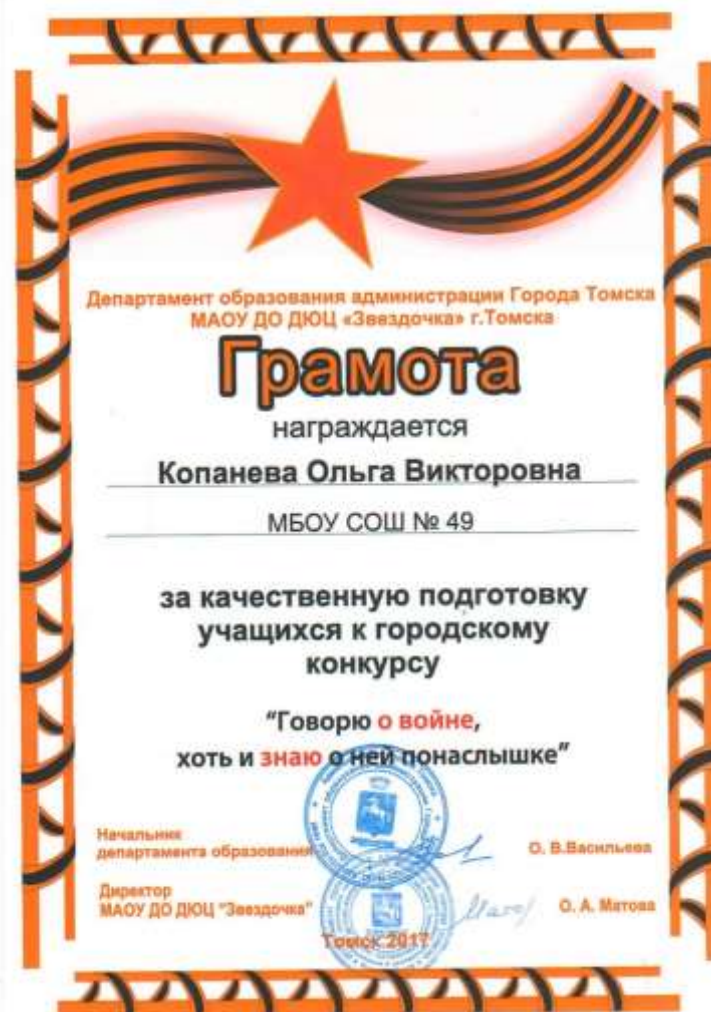 Департамент образования администрации Города Томска
МАОУ ДО ДЮЦ «Звездочка» г.Томска
Грамота
награждается
Копанева Ольга Викторовна
МБОУ СОШ № 49
за качественную подготовку
учащихся к городскому
конкурсу
"Говорю о войне,
хоть и знаю о ней понаслышке"
Начальник
департамента образования
О. В.Васильева
Директор
МАОУ ДО ДЮЦ "Звездочка"
О. А. Матова
Томск 2017